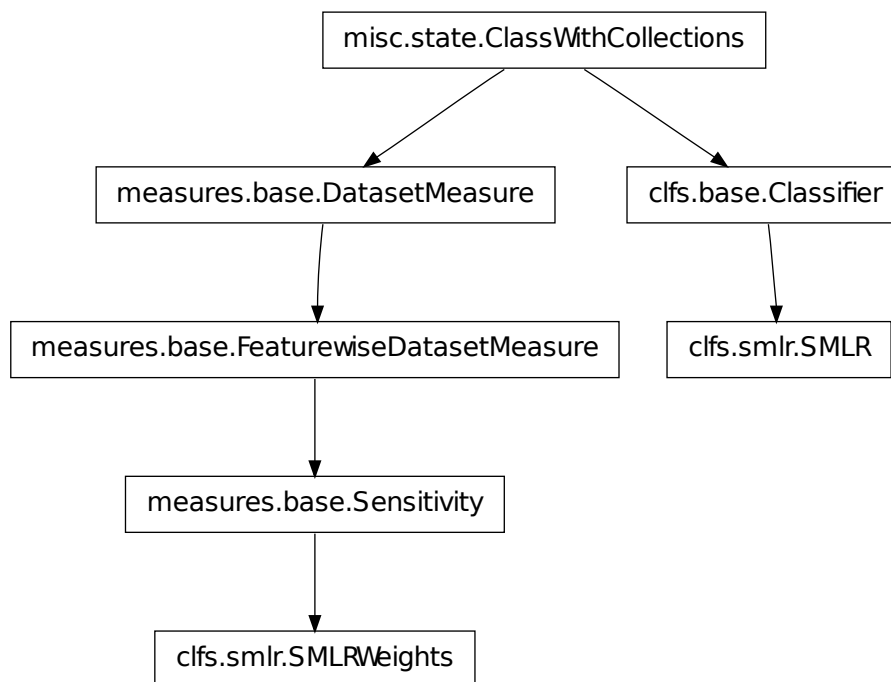 misc.state.ClassWithCollections
measures.base.DatasetMeasure
clfs.base.Classifier
measures.base.FeaturewiseDatasetMeasure
clfs.smlr.SMLR
measures.base.Sensitivity
clfs.smlr.SMLRWeights